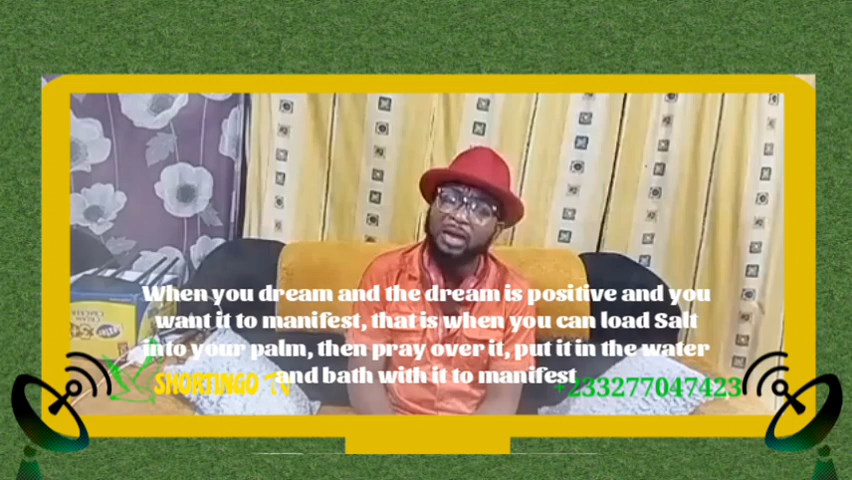 When you dream and the dream is positive and you
want it to manifest, that is when you can load Salt
into your palm, then pray over it, put it in the water
and bath with it to manifest
SHORTINGO TV
+233277047423
CREAM
CRACKER